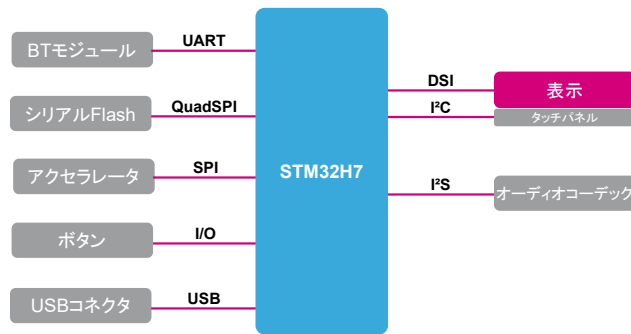 BTモジュール
UART
シリアルFlash
QuadSPI
アクセラレータ
SPI
ボタン
I/O
USBコネクタ
USB
STM32H7
DSI
表示
I²C
タッチパネル
I²S
オーディオコーデック